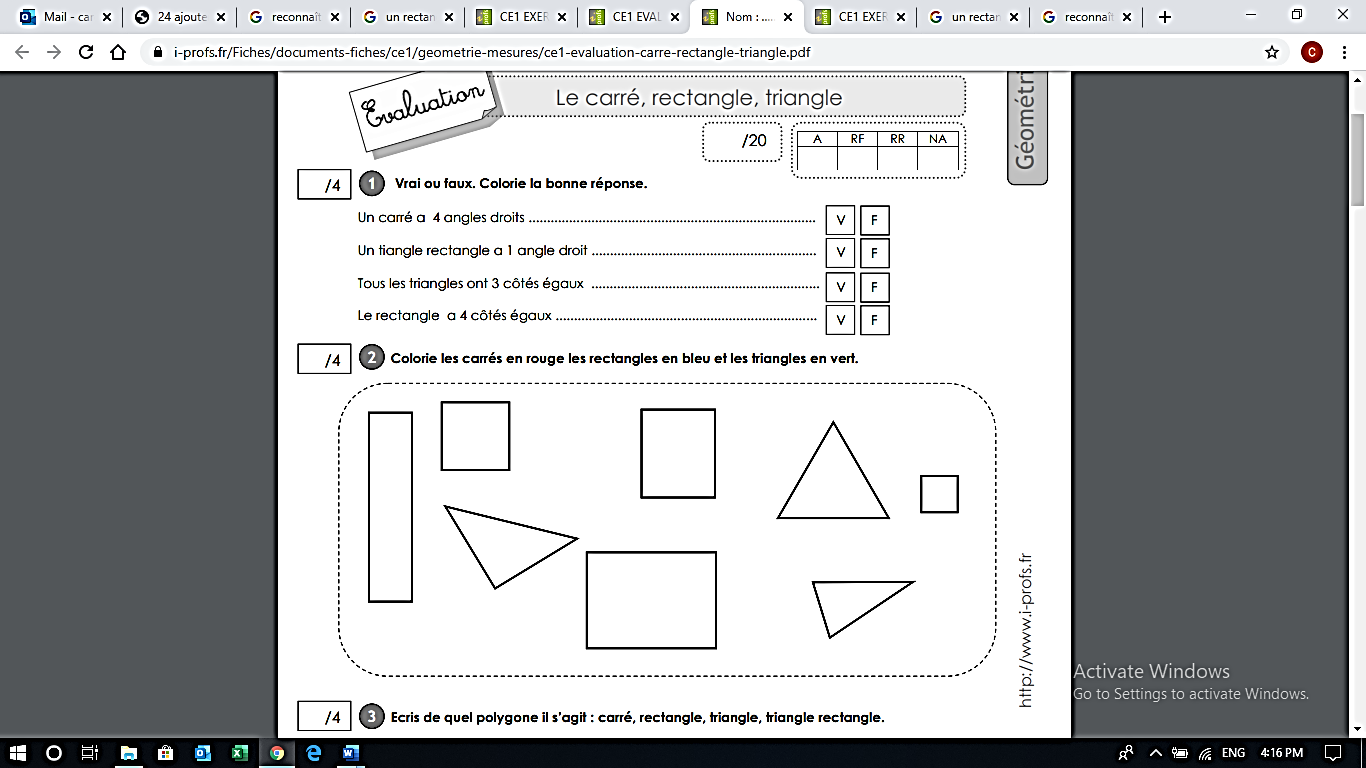 Mail - car
24 ajoute
reconnaît
un rectan
CE1 EXER
CE1 EVAL
Nom : ....
CE1 EXER
un rectan
reconnaît
i-profs.fr/Fiches/documents-fiches/ce1/geometrie-mesures/ce1-evaluation-carre-rectangle-triangle.pdf
C
Evaluation
Le carré, rectangle, triangle
Géométri
/20
A RF RR NA
/4 1 Vrai ou faux. Colorie la bonne réponse.
Un carré a 4 angles droits ............................................................................. V F
Un tiangle rectangle a 1 angle droit ............................................................ V F
Tous les triangles ont 3 côtés égaux ............................................................. V F
Le rectangle a 4 côtés égaux ...................................................................... V F
/4 2 Colorie les carrés en rouge les rectangles en bleu et les triangles en vert.
http://www.i-profs.fr
Activate Windows
Go to Settings to activate Windows.
/4 3 Ecris de quel polygone il s'agit : carré, rectangle, triangle, triangle rectangle.
ENG 4:16 PM